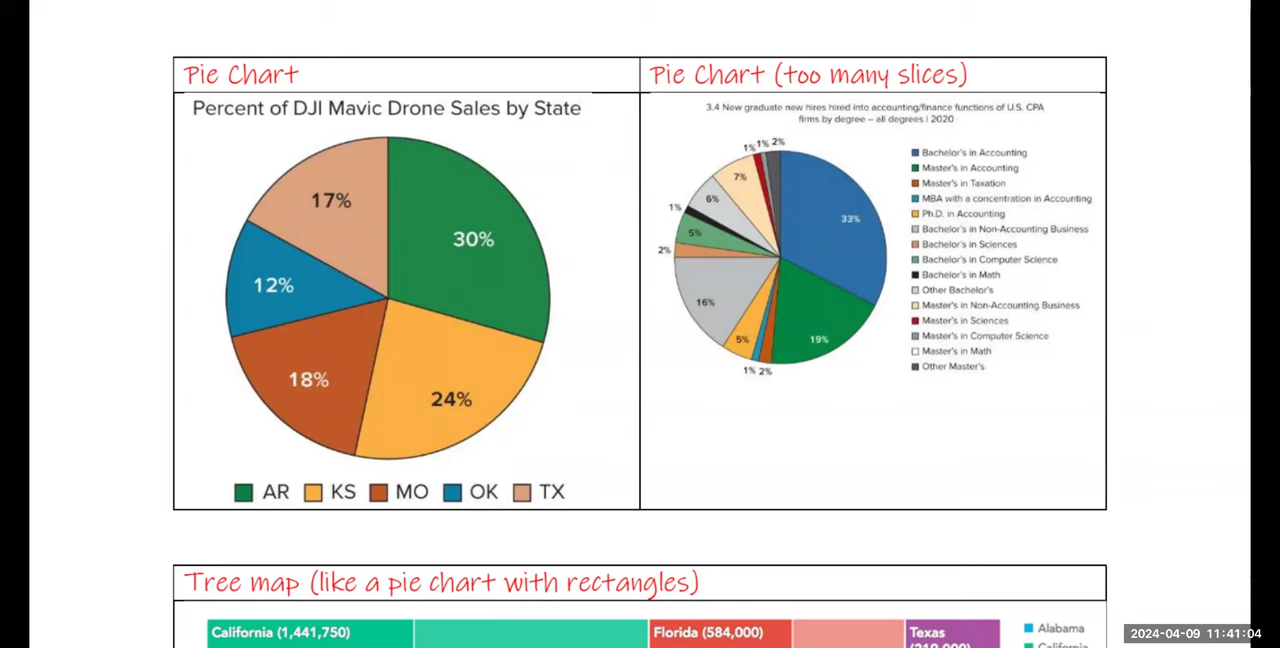 Pie Chart
Percent of DJI Mavic Drone Sales by State
30%
24%
18%
12%
17%
AR KS MO OK TX
Pie Chart (too many slices)
3.4 New graduate new hires hired into accounting/finance functions of U.S. CPA
firms by degree – all degrees | 2020
1% 1% 2%
7%
6%
1%
5%
2%
16%
5%
1% 2%
19%
33%
Bachelor's in Accounting
Master's in Accounting
Master's in Taxation
MBA with a concentration in Accounting
Ph.D. in Accounting
Bachelor's in Non-Accounting Business
Bachelor's in Sciences
Bachelor's in Computer Science
Bachelor's in Math
Other Bachelor's
Master's in Non-Accounting Business
Master's in Sciences
Master's in Computer Science
Master's in Math
Other Master's
Tree map (like a pie chart with rectangles)
California (1,441,750)
Florida (584,000)
Texas
Alabama
2024-04-09 11:41:04